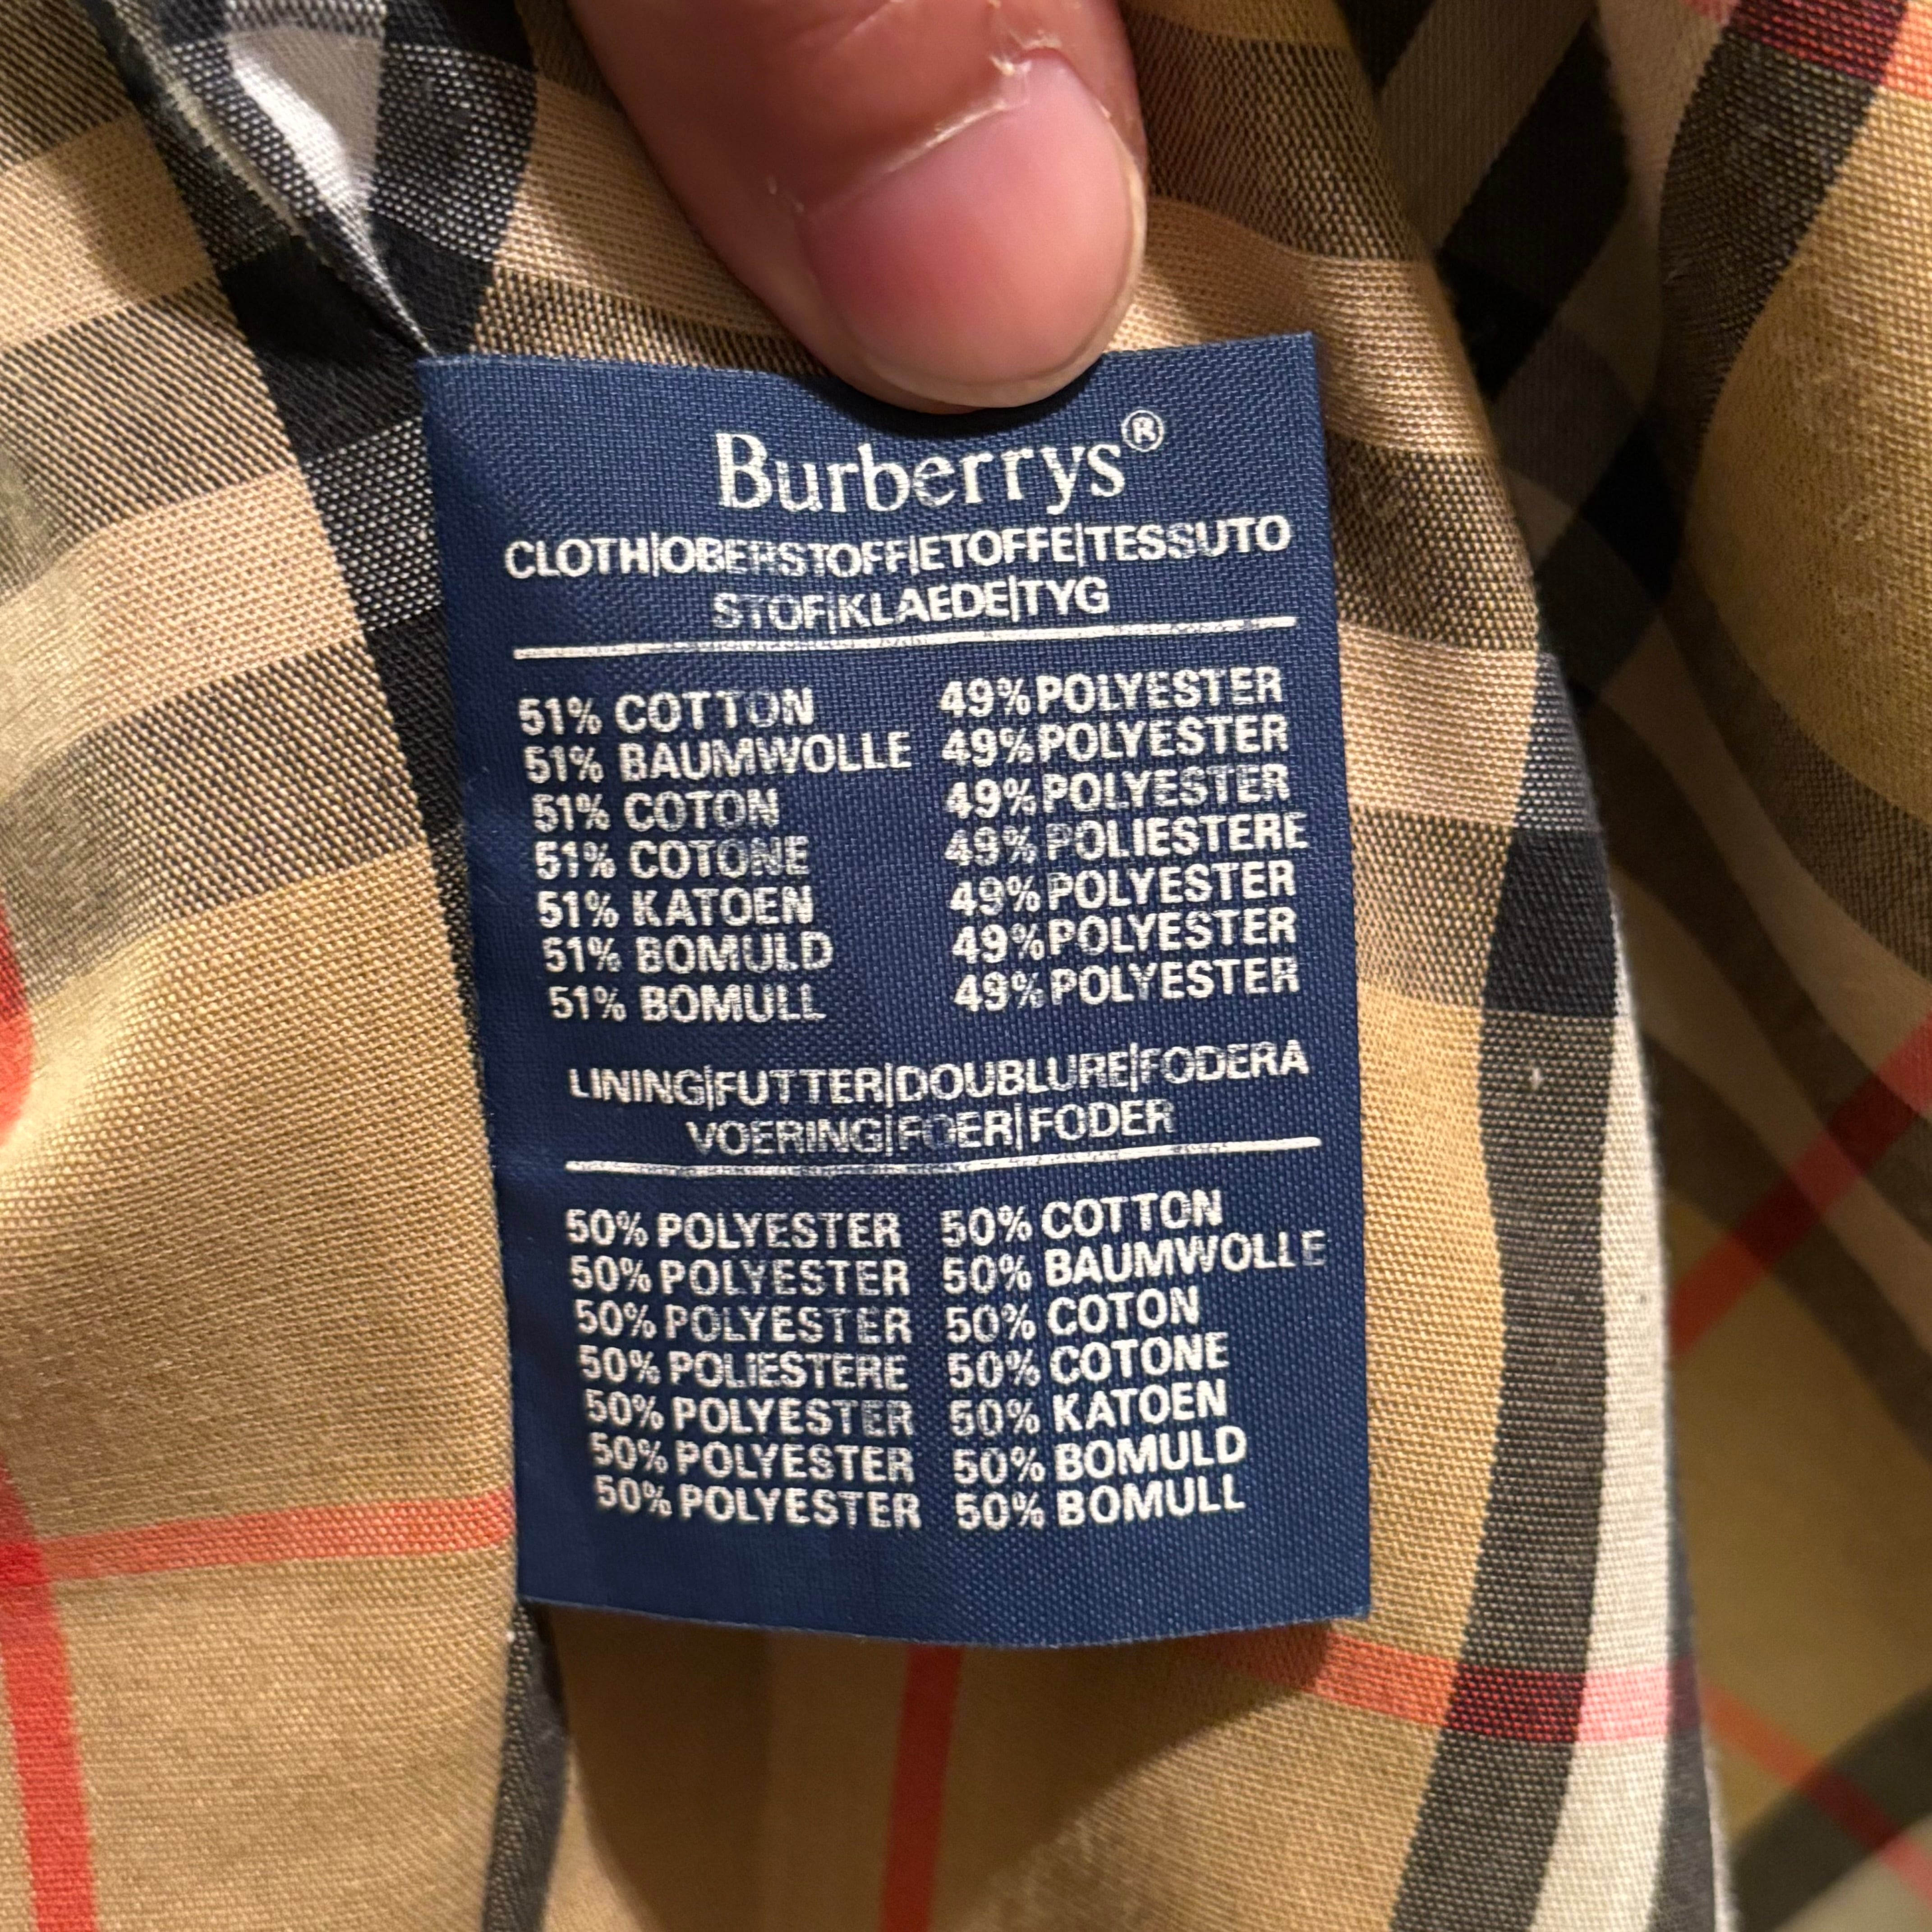 Burberrys®
CLOTH|OBERSTOFF|ETOFFE|TESSUTO
STOF|KLAEDE|TYG
51% COTTON 49% POLYESTER
51% BAUMWOLLE 49% POLYESTER
51% COTON 49% POLYESTER
51% COTONE 49% POLIESTERE
51% KATOEN 49% POLYESTER
51% BOMULD 49% POLYESTER
51% BOMULL 49% POLYESTER
LINING|FUTTER|DOUBLURE|FODERA
VOERING|FOER|FODER
50% POLYESTER 50% COTTON
50% POLYESTER 50% BAUMWOLLE
50% POLYESTER 50% COTON
50% POLIESTERE 50% COTONE
50% POLYESTER 50% KATOEN
50% POLYESTER 50% BOMULD
50% POLYESTER 50% BOMULL